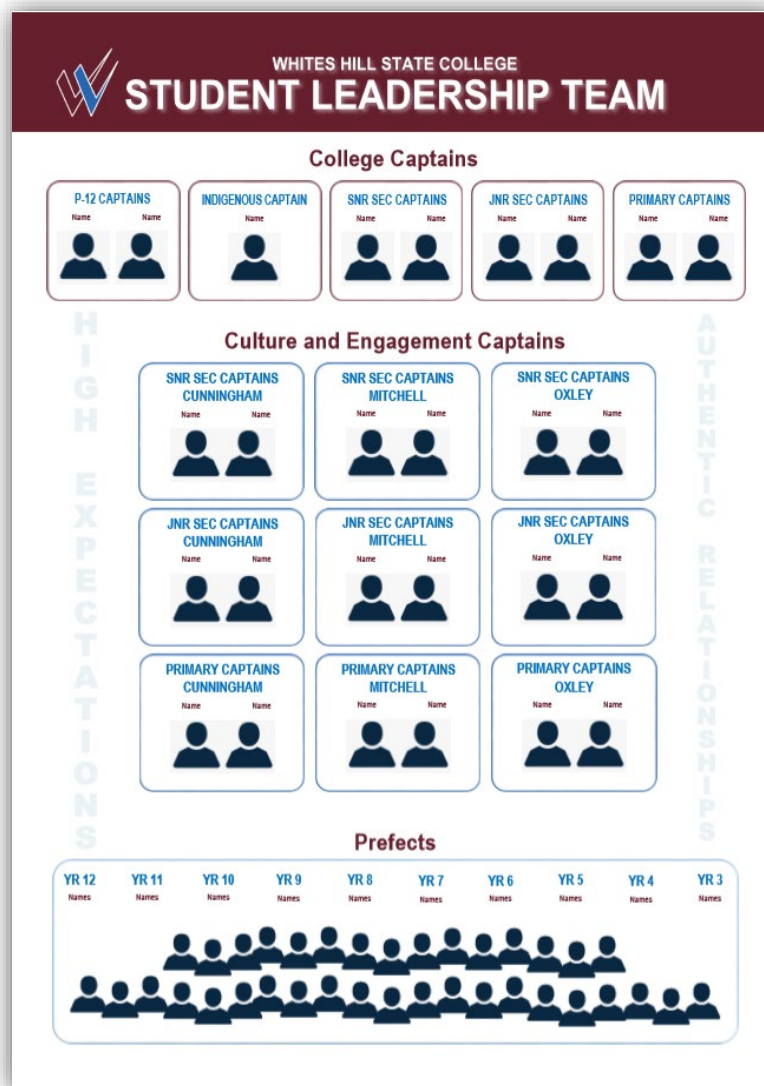 WHITES HILL STATE COLLEGE
STUDENT LEADERSHIP TEAM
College Captains
P-12 CAPTAINS
Name Name
INDIGENOUS CAPTAIN
Name
SNR SEC CAPTAINS
Name Name
JNR SEC CAPTAINS
Name Name
PRIMARY CAPTAINS
Name Name
HIGH EXPECTATIONS
AUTHENTIC RELATIONSHIPS
Culture and Engagement Captains
SNR SEC CAPTAINS
CUNNINGHAM
Name Name
SNR SEC CAPTAINS
MITCHELL
Name Name
SNR SEC CAPTAINS
OXLEY
Name Name
JNR SEC CAPTAINS
CUNNINGHAM
Name Name
JNR SEC CAPTAINS
MITCHELL
Name Name
JNR SEC CAPTAINS
OXLEY
Name Name
PRIMARY CAPTAINS
CUNNINGHAM
Name Name
PRIMARY CAPTAINS
MITCHELL
Name Name
PRIMARY CAPTAINS
OXLEY
Name Name
Prefects
YR 12 YR 11 YR 10 YR 9 YR 8 YR 7 YR 6 YR 5 YR 4 YR 3
Names Names Names Names Names Names Names Names Names Names